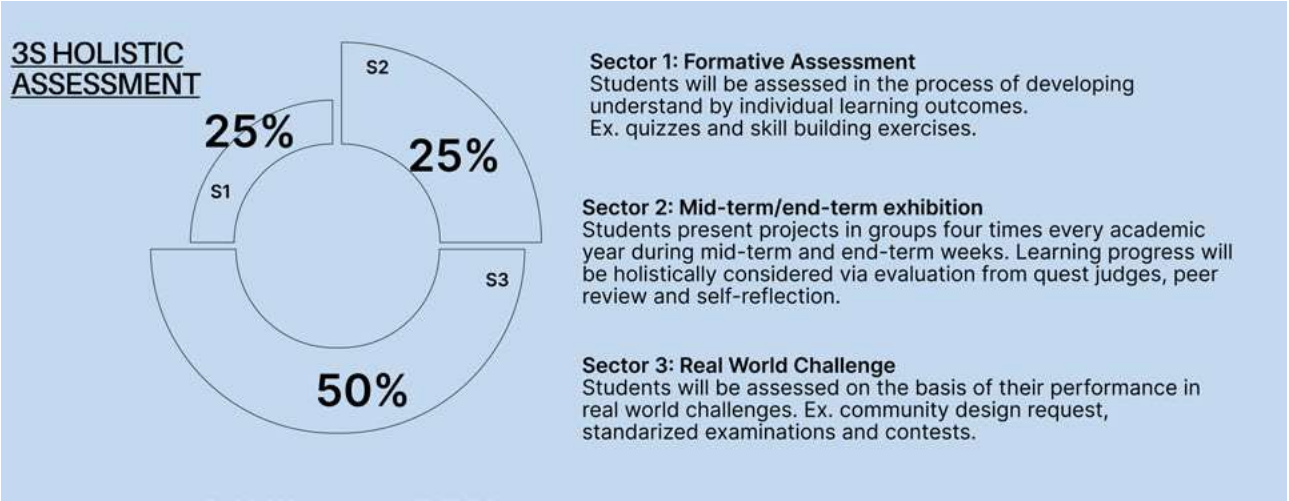 3S HOLISTIC
ASSESSMENT
S2
25%
25%
S1
S3
50%
Sector 1: Formative Assessment
Students will be assessed in the process of developing
understand by individual learning outcomes.
Ex. quizzes and skill building exercises.
Sector 2: Mid-term/end-term exhibition
Students present projects in groups four times every academic
year during mid-term and end-term weeks. Learning progress will
be holistically considered via evaluation from quest judges, peer
review and self-reflection.
Sector 3: Real World Challenge
Students will be assessed on the basis of their performance in
real world challenges. Ex. community design request,
standarized examinations and contests.